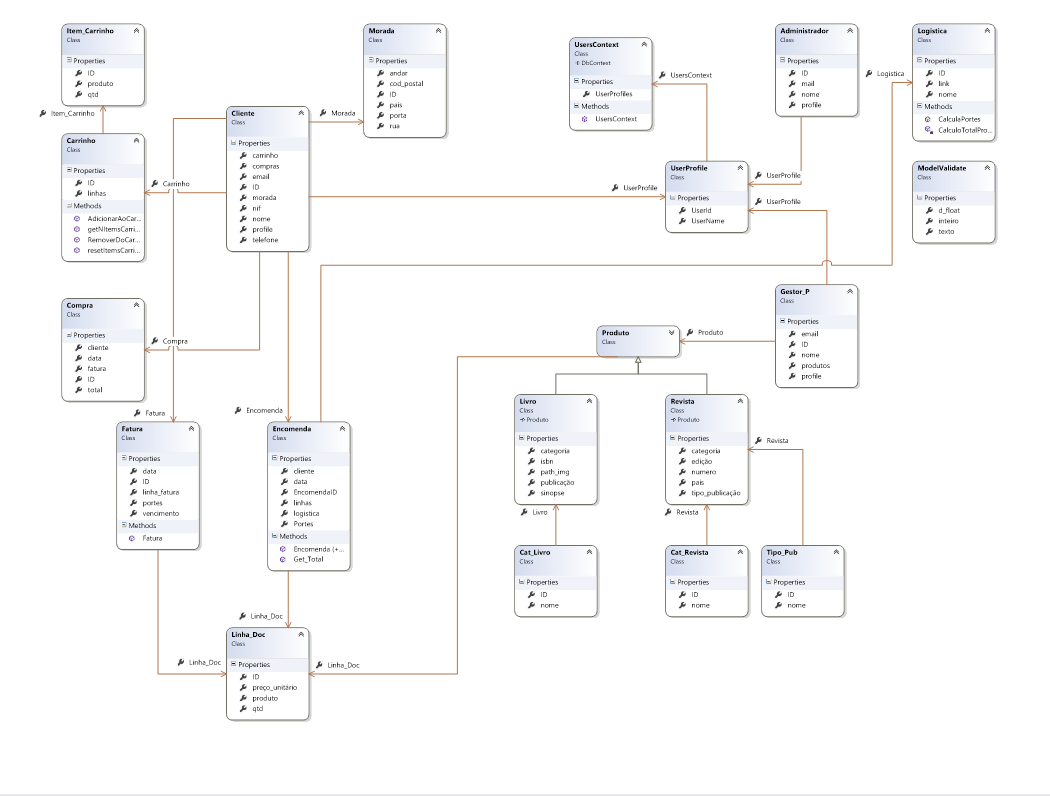 Item_Carrinho
Class
Properties
ID
produto
qtd
Item_Carrinho
Carrinho
Class
Properties
ID
linhas
Methods
AdicionarAoCar...
getNItemsCarri...
RemoverDoCar...
resetItemsCarri...
Carrinho
Cliente
Class
Properties
carrinho
compras
email
ID
morada
nif
nome
profile
telefone
Morada
Morada
Class
Properties
andar
cod_postal
ID
pais
porta
rua
UsersContext
Class
DbContext
Properties
UserProfiles
Methods
UsersContext
UsersContext
Administrador
Class
Properties
ID
mail
nome
profile
Logistica
Logistica
Class
Properties
ID
link
nome
Methods
CalculaPortes
CalculoTotalPro...
UserProfile
UserProfile
Class
Properties
UserId
UserName
UserProfile
UserProfile
ModelValidate
Class
Properties
d_float
inteiro
texto
Compra
Class
Properties
cliente
data
fatura
ID
total
Compra
Gestor_P
Class
Properties
email
ID
nome
produtos
profile
Produto
Class
Produto
Fatura
Fatura
Class
Properties
data
ID
linha_fatura
portes
vencimento
Methods
Fatura
Encomenda
Encomenda
Class
Properties
cliente
data
EncomendaID
linhas
logistica
Portes
Methods
Encomenda (+...
Get_Total
Livro
Class
Produto
Properties
categoria
isbn
path_img
publicação
sinopse
Revista
Class
Produto
Properties
categoria
edição
numero
pais
tipo_publicação
Revista
Livro
Revista
Cat_Livro
Class
Properties
ID
nome
Cat_Revista
Class
Properties
ID
nome
Tipo_Pub
Class
Properties
ID
nome
Linha_Doc
Linha_Doc
Linha_Doc
Linha_Doc
Class
Properties
ID
preço_unitário
produto
qtd